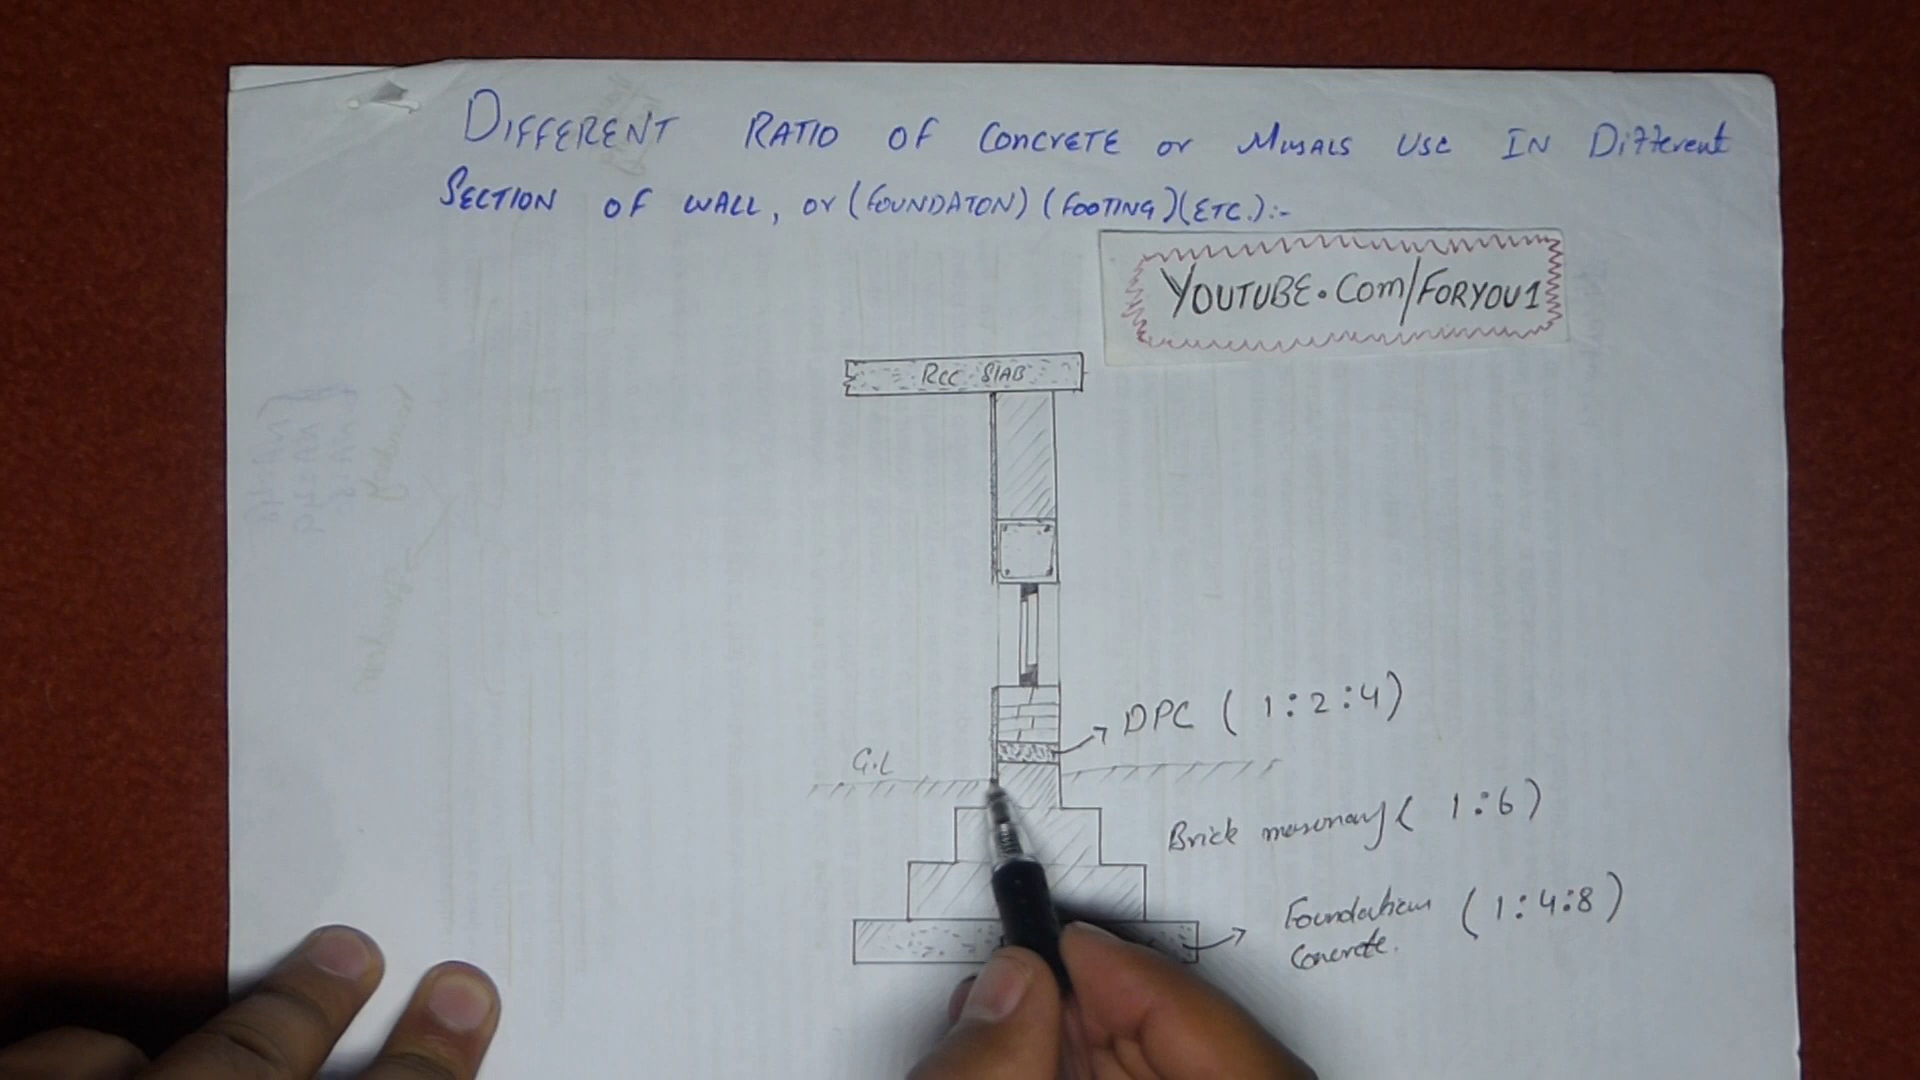 DIFFERENT RATIO OF CONCRETE or MUSALS USE IN Different
SECTION OF WALL, or (FOUNDATON) (FOOTING)(ETC.):-
YOUTUBE.Com/FORYOU1
RCC SLAB
DPC (1:2:4)
G.L
Brick masonary (1:6)
Foundation (1:4:8)
Concrete.